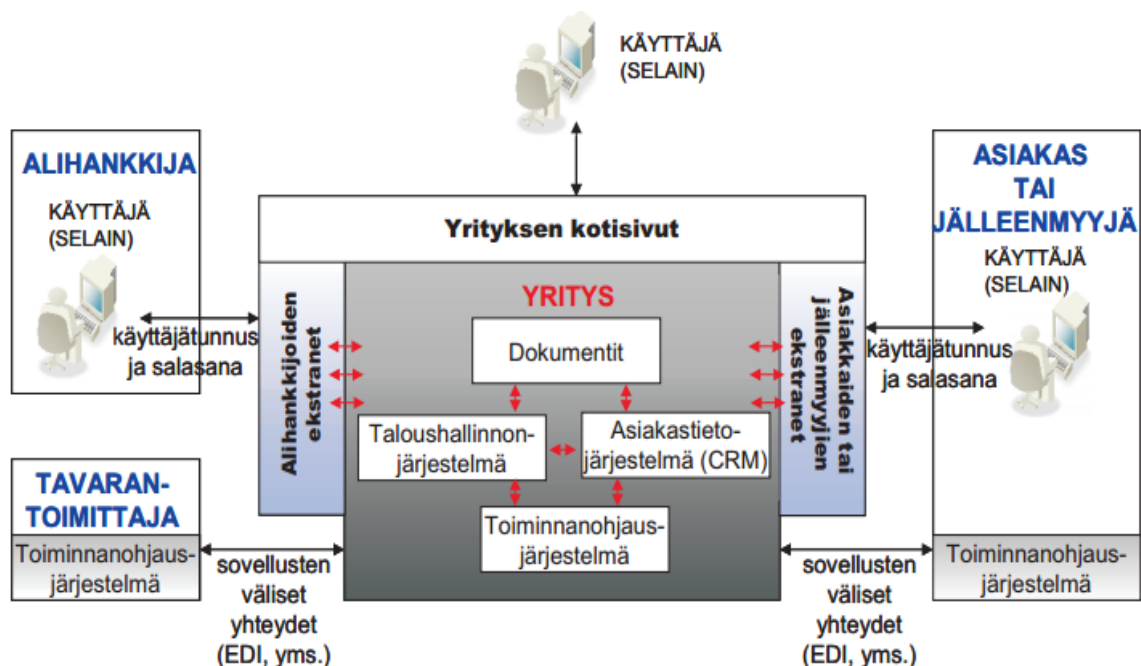 KÄYTTÄJÄ
(SELAIN)
ALIHANKKIJA
KÄYTTÄJÄ
(SELAIN)
käyttäjätunnus
ja salasana
TAVARAN-
TOIMITTAJA
Toiminnanohjaus-
järjestelmä
sovellusten
väliset
yhteydet
(EDI, yms.)
Yrityksen kotisivut
Alihankkijoiden
ekstranet
YRITYS
Dokumentit
Taloushallinnon-
järjestelmä
Asiakastieto-
järjestelmä (CRM)
Toiminnanohjaus-
järjestelmä
Asiakkaiden tai
jälleenmyyjien
ekstranet
ASIAKAS
TAI
JÄLLEENMYYJÄ
KÄYTTÄJÄ
(SELAIN)
käyttäjätunnus
ja salasana
Toiminnanohjaus-
järjestelmä
sovellusten
väliset
yhteydet
(EDI, yms.)